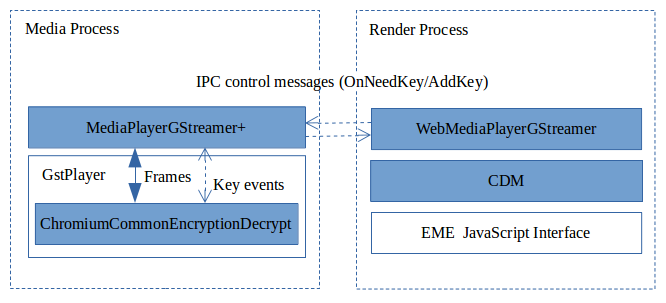 Media Process
Render Process
IPC control messages (OnNeedKey/AddKey)
MediaPlayerGStreamer+
WebMediaPlayerGStreamer
GstPlayer
Frames
Key events
CDM
ChromiumCommonEncryptionDecrypt
EME JavaScript Interface